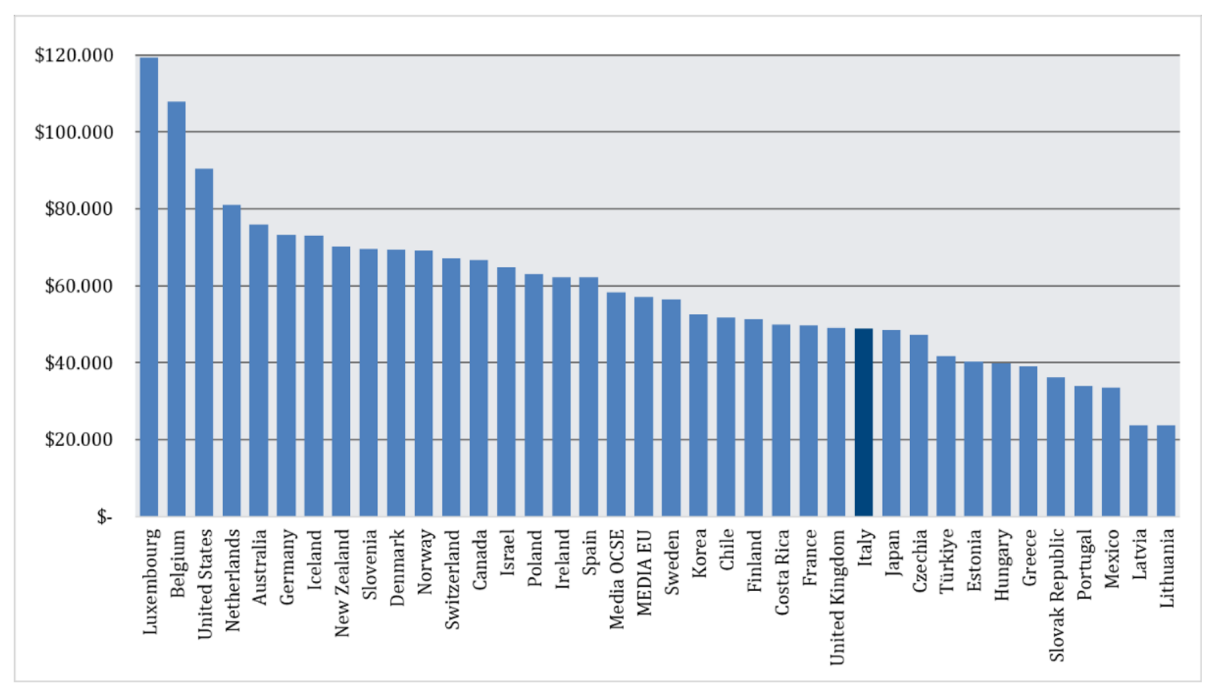 $120.000
$100.000
$80.000
$60.000
$40.000
$20.000
$-
Luxembourg
Belgium
United States
Netherlands
Australia
Germany
Iceland
New Zealand
Slovenia
Denmark
Norway
Switzerland
Canada
Israel
Poland
Ireland
Spain
Media OCSE
MEDIA EU
Sweden
Korea
Chile
Finland
Costa Rica
France
United Kingdom
Italy
Japan
Czechia
Türkiye
Estonia
Hungary
Greece
Slovak Republic
Portugal
Mexico
Latvia
Lithuania